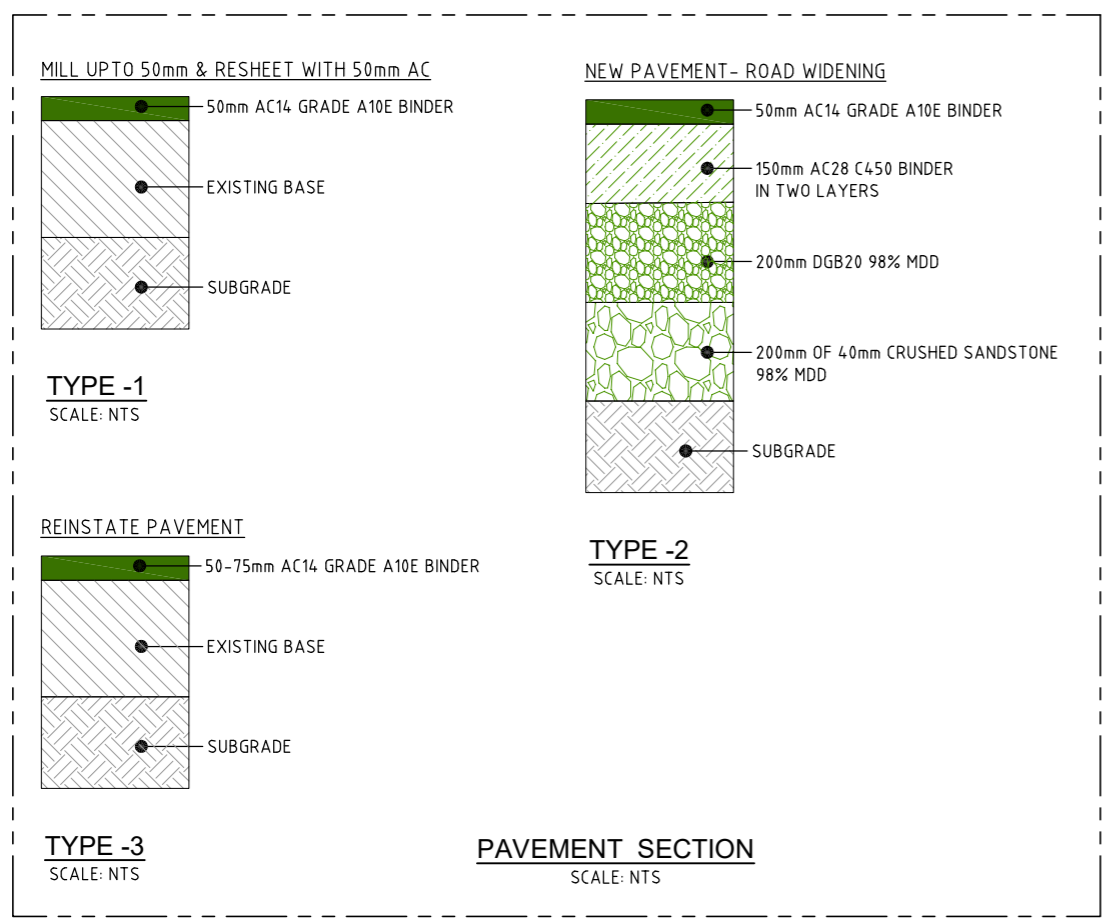 MILL UPTO 50mm & RESHEET WITH 50mm AC
50mm AC14 GRADE A10E BINDER
EXISTING BASE
SUBGRADE
TYPE -1
SCALE: NTS
NEW PAVEMENT- ROAD WIDENING
50mm AC14 GRADE A10E BINDER
150mm AC28 C450 BINDER
IN TWO LAYERS
200mm DGB20 98% MDD
200mm OF 40mm CRUSHED SANDSTONE
98% MDD
SUBGRADE
TYPE -2
SCALE: NTS
REINSTATE PAVEMENT
50-75mm AC14 GRADE A10E BINDER
EXISTING BASE
SUBGRADE
TYPE -3
SCALE: NTS
PAVEMENT SECTION
SCALE: NTS